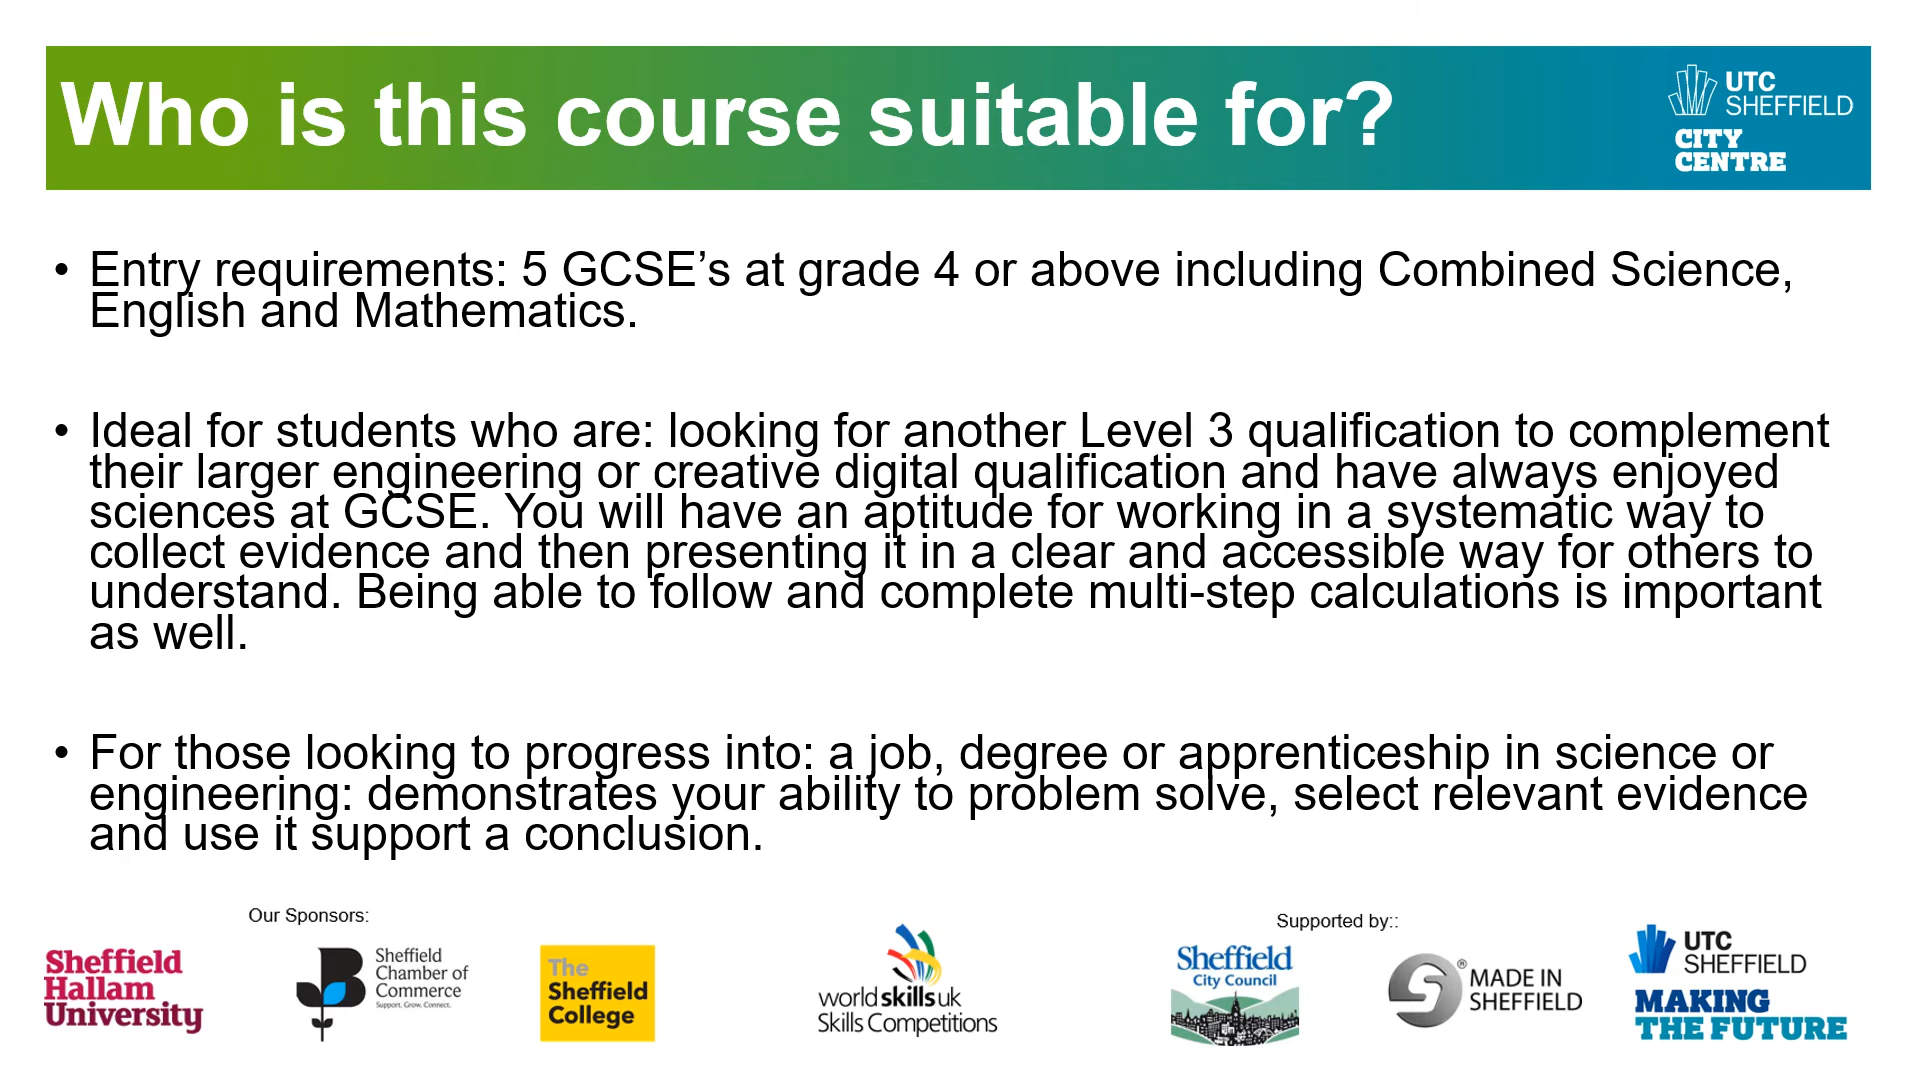 Who is this course suitable for?
UTC
SHEFFIELD
CITY
CENTRE
• Entry requirements: 5 GCSE’s at grade 4 or above including Combined Science,
English and Mathematics.
• Ideal for students who are: looking for another Level 3 qualification to complement
their larger engineering or creative digital qualification and have always enjoyed
sciences at GCSE. You will have an aptitude for working in a systematic way to
collect evidence and then presenting it in a clear and accessible way for others to
understand. Being able to follow and complete multi-step calculations is important
as well.
• For those looking to progress into: a job, degree or apprenticeship in science or
engineering: demonstrates your ability to problem solve, select relevant evidence
and use it support a conclusion.
Our Sponsors:
Sheffield
Hallam
University
Sheffield
Chamber of
Commerce
Support. Grow. Connect.
The
Sheffield
College
worldskillsuk
Skills Competitions
Supported by::
Sheffield
City Council
® MADE IN
SHEFFIELD
UTC
SHEFFIELD
MAKING
THE FUTURE